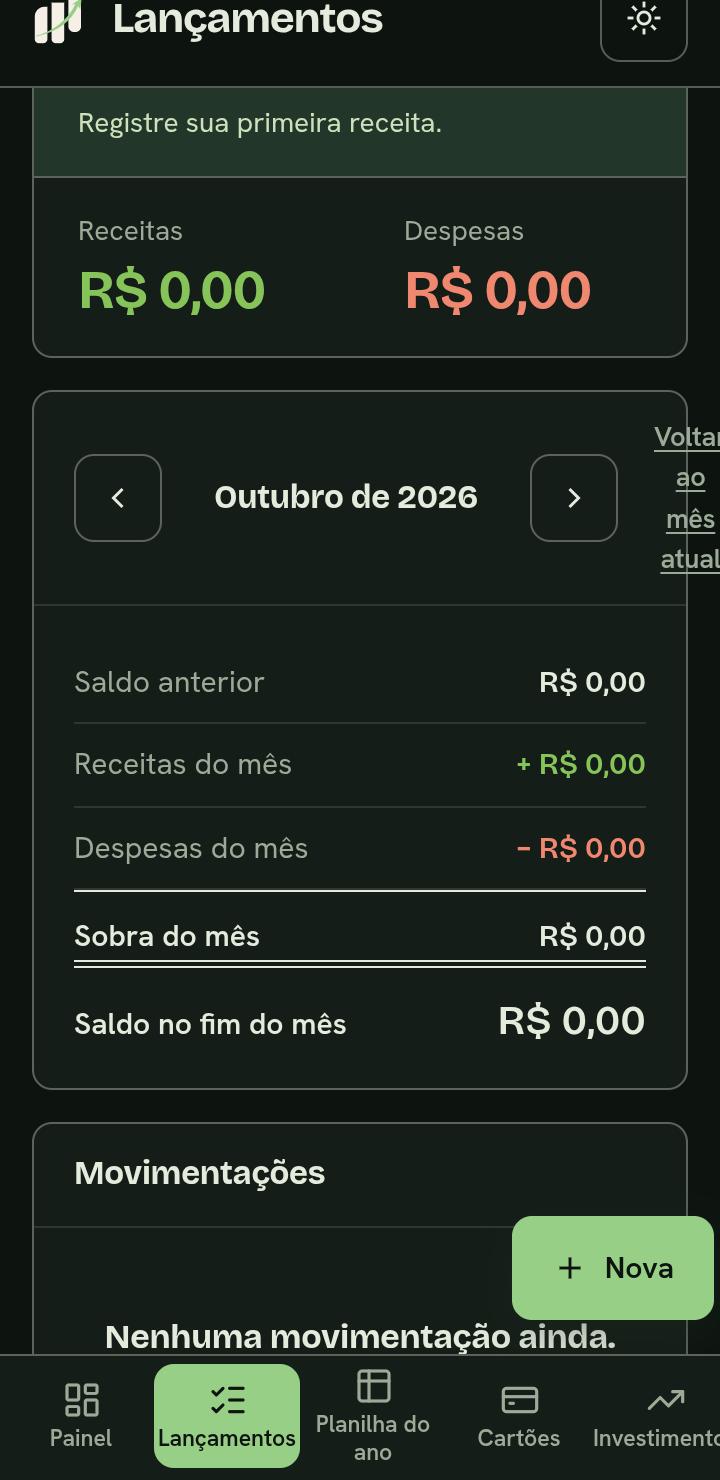 Lançamentos
Registre sua primeira receita.
Receitas
Despesas
R$ 0,00
R$ 0,00
Outubro de 2026
Voltar
ao
mês
atual
Saldo anterior
R$ 0,00
Receitas do mês
+ R$ 0,00
Despesas do mês
− R$ 0,00
Sobra do mês
R$ 0,00
Saldo no fim do mês
R$ 0,00
Movimentações
Nova
Nenhuma movimentação ainda.
Painel
Lançamentos
Planilha do
ano
Cartões
Investimento